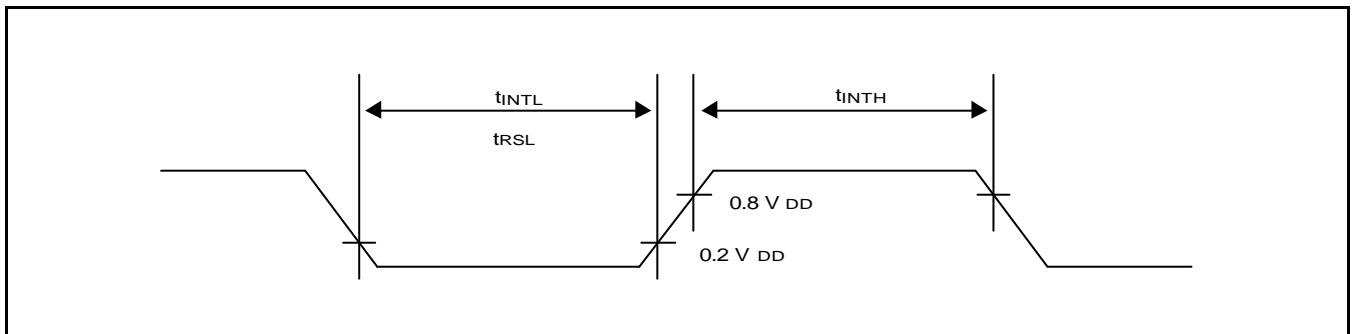 tINTL
tINTH
tRSL
0.8 V DD
0.2 V DD